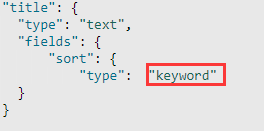 "title": {
"type": "text",
"fields": {
"sort": {
"type": "keyword"
}
}